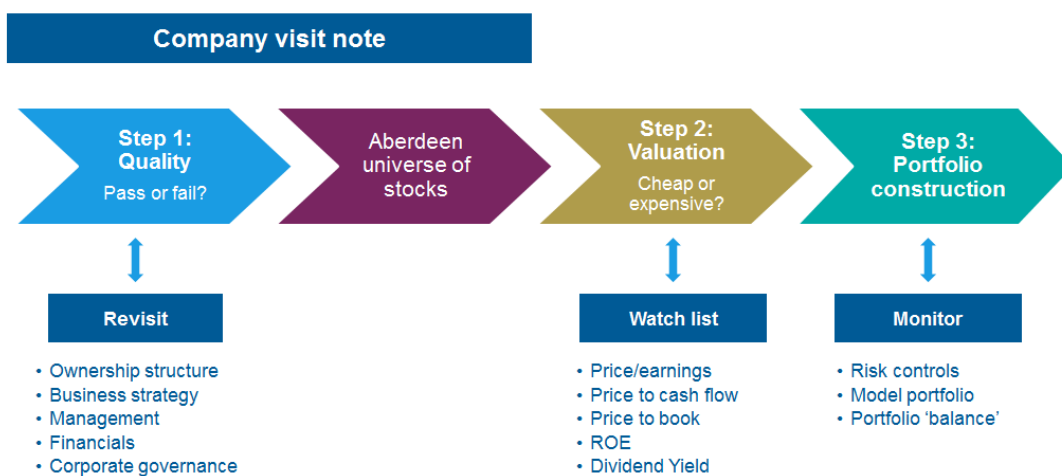 Company visit note
Step 1:
Quality
Pass or fail?
Aberdeen
universe of
stocks
Step 2:
Valuation
Cheap or
expensive?
Step 3:
Portfolio
construction
Revisit
• Ownership structure
• Business strategy
• Management
• Financials
• Corporate governance
Watch list
• Price/earnings
• Price to cash flow
• Price to book
• ROE
• Dividend Yield
Monitor
• Risk controls
• Model portfolio
• Portfolio ‘balance’